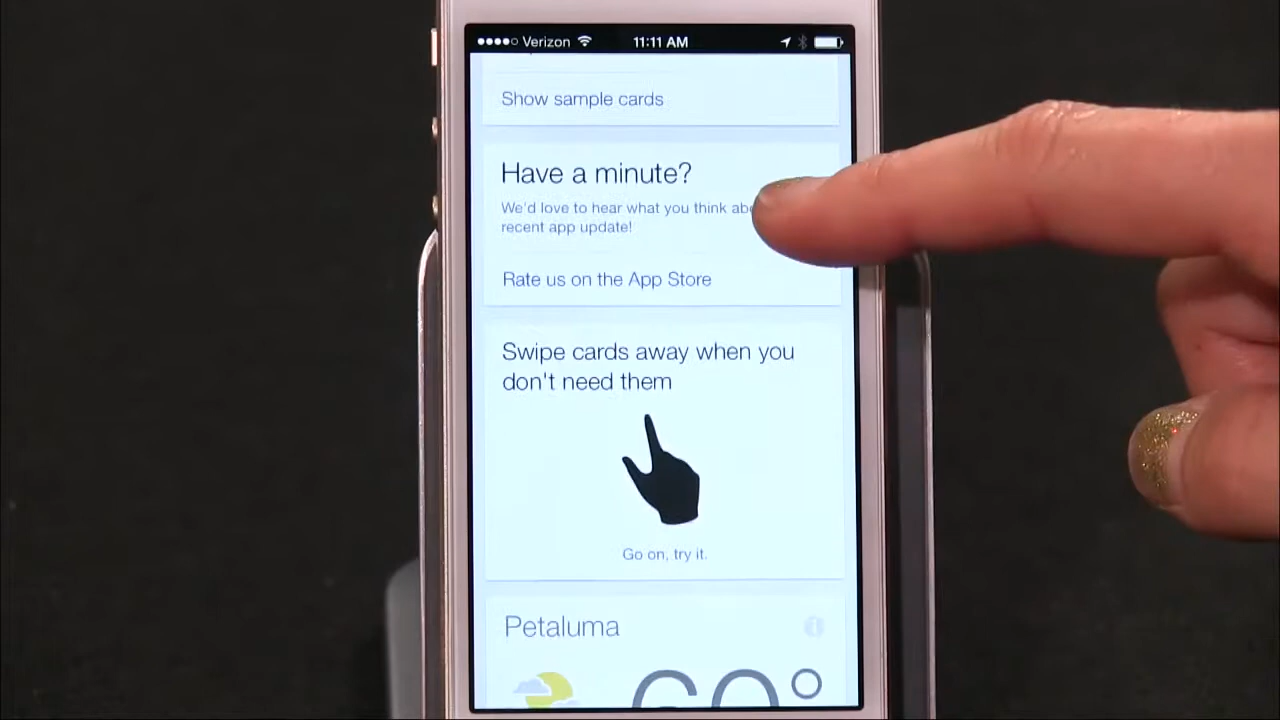 Verizon 11:11 AM
Show sample cards
Have a minute?
We'd love to hear what you think
recent app update!
Rate us on the App Store
Swipe cards away when you
don't need them
Go on, try it.
Petaluma